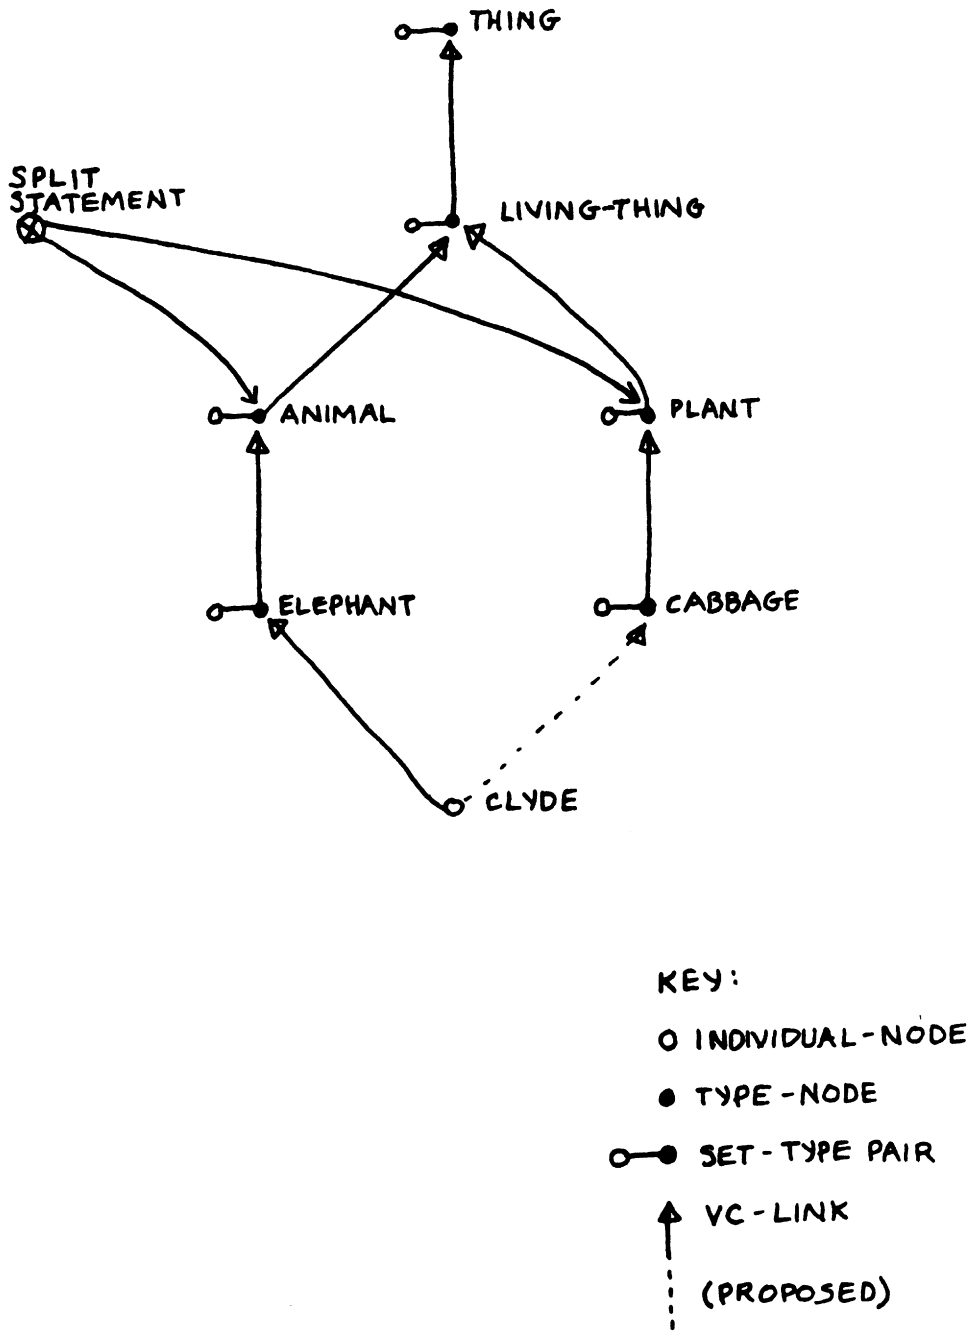 THING
SPLIT
STATEMENT
LIVING-THING
ANIMAL
PLANT
ELEPHANT
CABBAGE
CLYDE
KEY:
INDIVIDUAL-NODE
TYPE-NODE
SET-TYPE PAIR
VC-LINK
(PROPOSED)